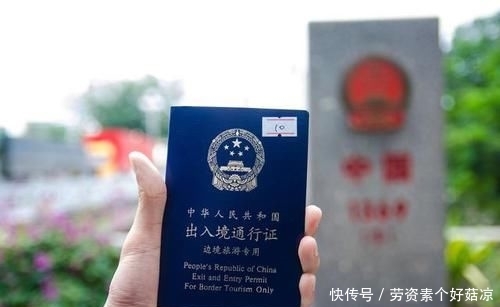 10
中华人民共和国
出入境通行证
边境旅游专用
People's Republic of China
Exit and Entry Permit
For Border Tourism Only
中国
快传号 / 劳资素个好菇凉